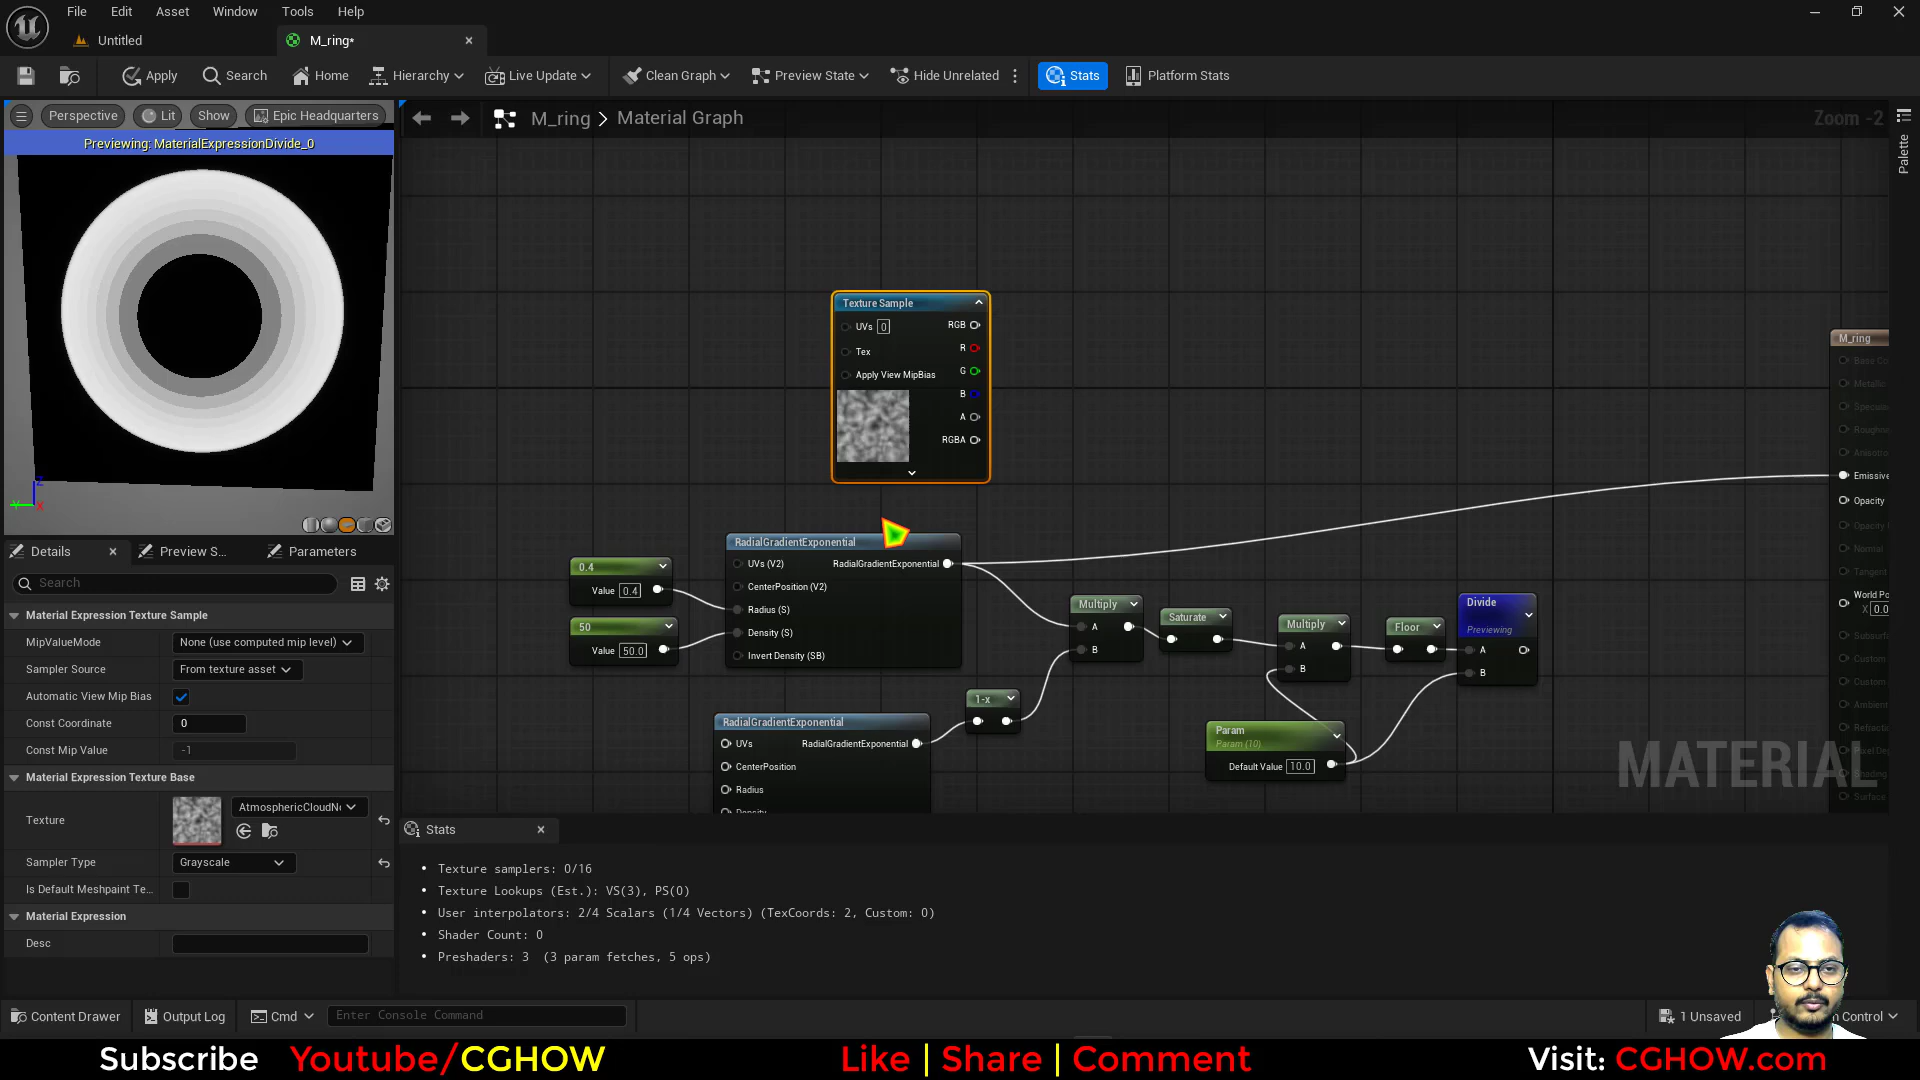 File Edit Asset Window Tools Help
Untitled
M_ring*
Apply Search Home Hierarchy Live Update Clean Graph Preview State Hide Unrelated Stats Platform Stats
Perspective Lit Show Epic Headquarters
M_ring > Material Graph
Zoom -2
Palette
Previewing: MaterialExpressionDivide_0
Texture Sample
UVs 0 RGB
Tex R
Apply View MipBias G
B
A
RGBA
M_ring
Metallic
Emissive
Opacity
Normal
0.4
Value 0.4
50
Value 50.0
RadialGradientExponential
UVs (V2) RadialGradientExponential
CenterPosition (V2)
Radius (S)
Density (S)
Invert Density (SB)
Multiply
A
B
Saturate
Multiply
A
B
Floor
Divide
Previewing
A
B
1-x
RadialGradientExponential
UVs RadialGradientExponential
CenterPosition
Radius
Density
Param
Param (10)
Default Value 10.0
MATERIAL
Details Preview S... Parameters
Search
Material Expression Texture Sample
MipValueMode None (use computed mip level)
Sampler Source From texture asset
Automatic View Mip Bias
Const Coordinate 0
Const Mip Value -1
Material Expression Texture Base
Texture
Sampler Type Grayscale
Is Default Meshpaint Te...
Material Expression
Desc
Stats
• Texture samplers: 0/16
• Texture Lookups (Est.): VS(3), PS(0)
• User interpolators: 2/4 Scalars (1/4 Vectors) (TexCoords: 2, Custom: 0)
• Shader Count: 0
• Preshaders: 3 (3 param fetches, 5 ops)
Content Drawer Output Log Cmd Enter Console Command
1 Unsaved
Control
Subscribe Youtube/CGHOW
Like | Share | Comment
Visit: CGHOW.com